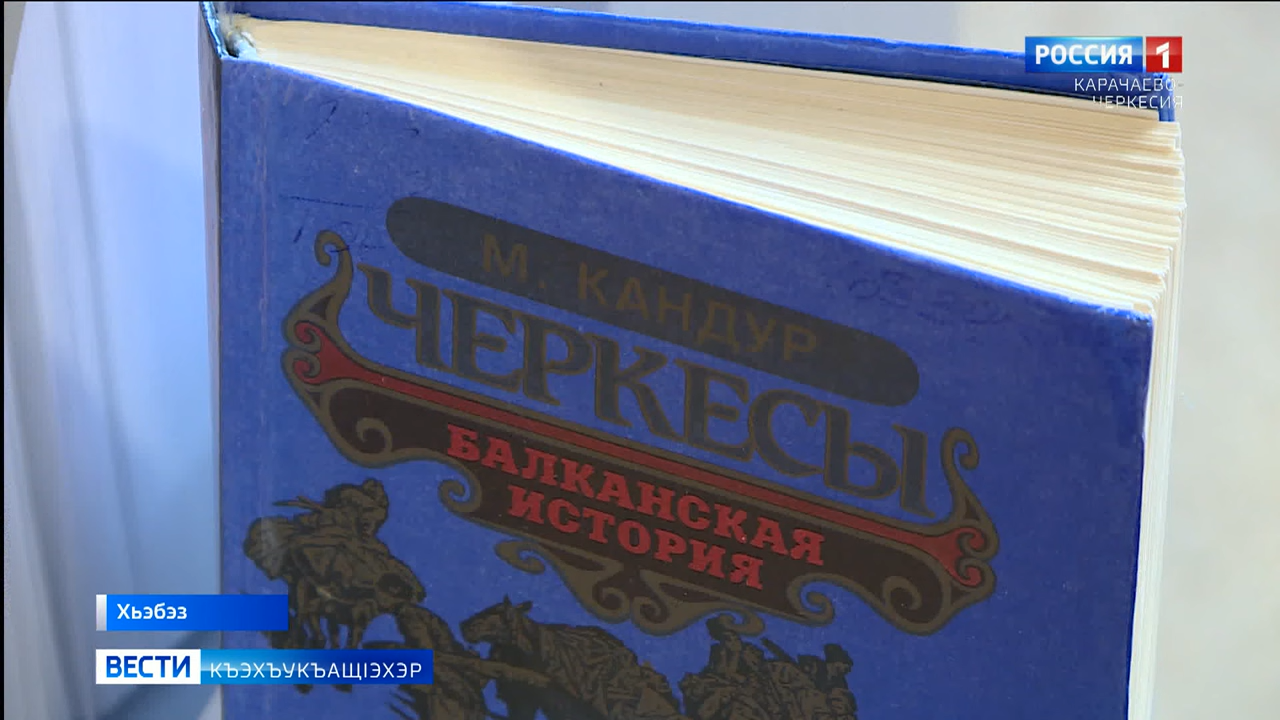 РОССИЯ 1
КАРАЧАЕВО-
ЧЕРКЕСИЯ
М. КАНДУР
ЧЕРКЕСЫ
БАЛКАНСКАЯ
ИСТОРИЯ
Хьэбэз
ВЕСТИ КЪЭХЪУКЪАЩІЭХЭР